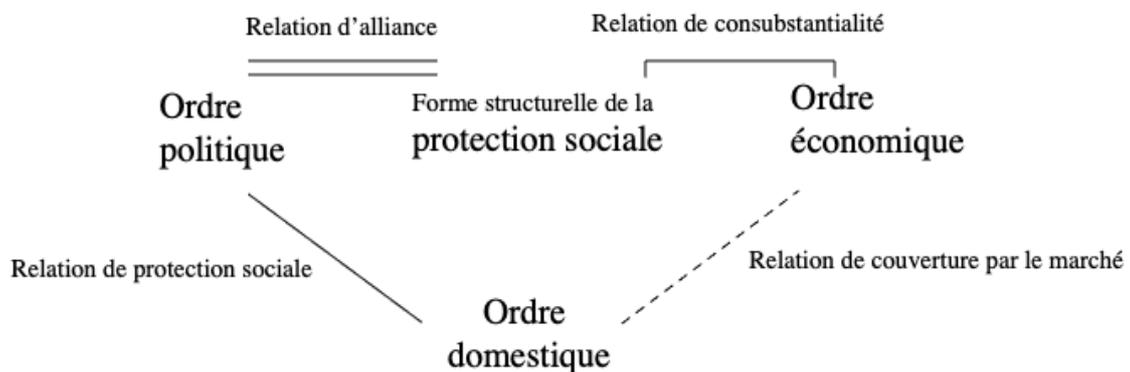 Relation d'alliance
Relation de consubstantialité
Ordre
politique
Forme structurelle de la
protection sociale
Ordre
économique
Relation de protection sociale
Relation de couverture par le marché
Ordre
domestique